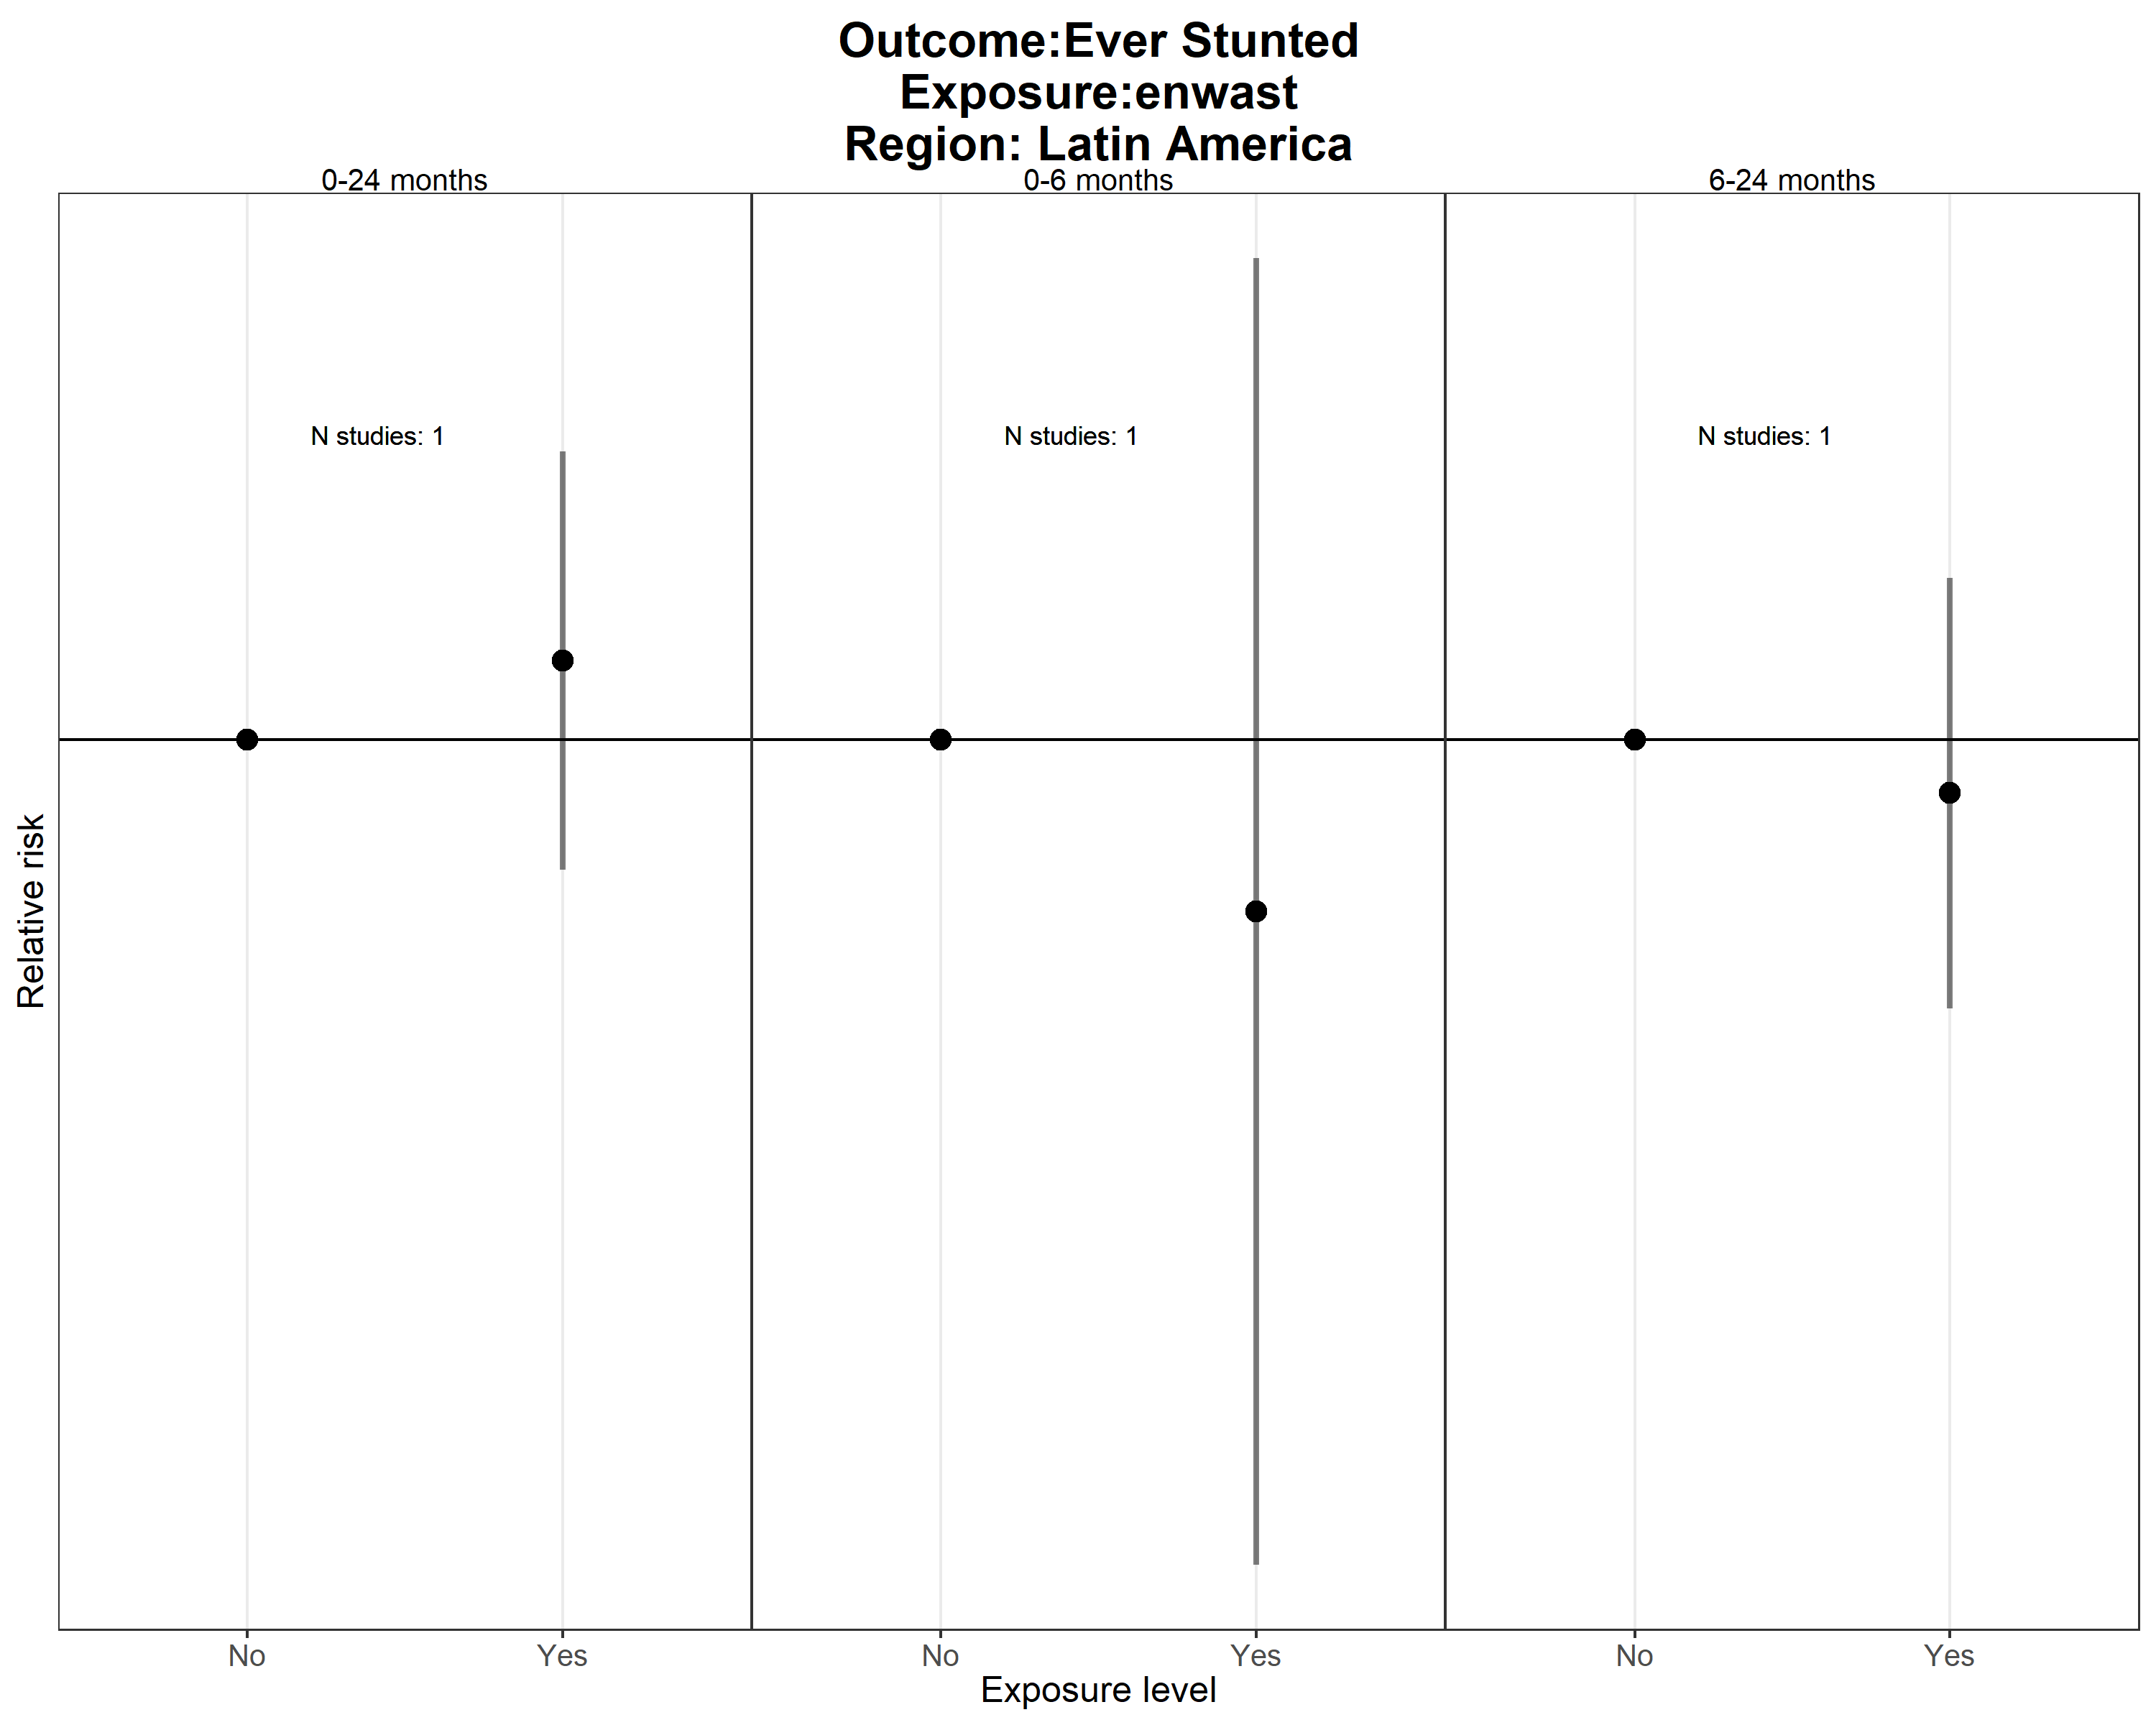 Outcome:Ever Stunted
Exposure:enwast
Region: Latin America
0-24 months
0-6 months
6-24 months
N studies: 1
N studies: 1
N studies: 1
Relative risk
No
Yes
No
Yes
No
Yes
Exposure level